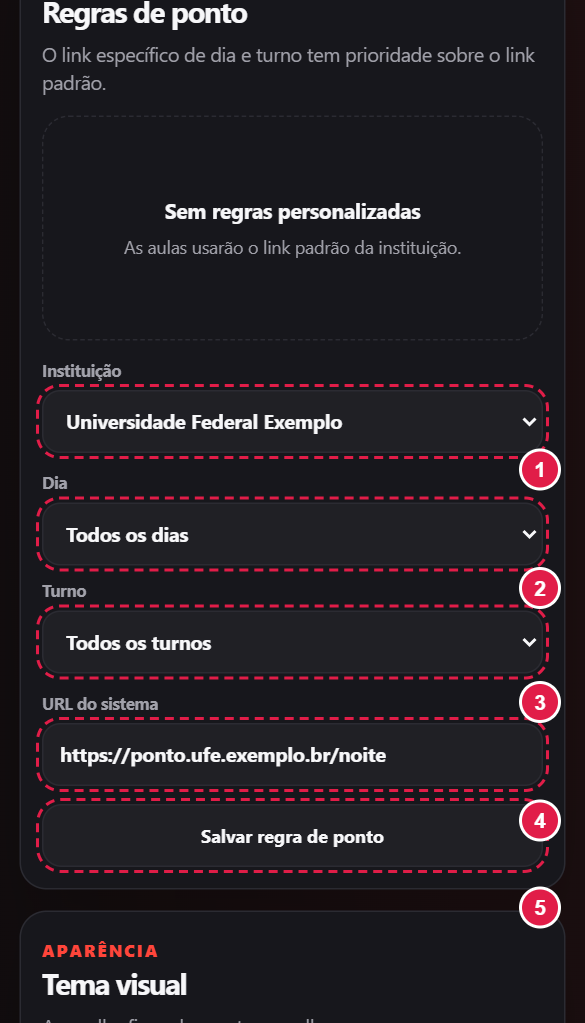 Regras de ponto
O link específico de dia e turno tem prioridade sobre o link
padrão.
Sem regras personalizadas
As aulas usarão o link padrão da instituição.
Instituição
Universidade Federal Exemplo
1
Dia
Todos os dias
2
Turno
Todos os turnos
3
URL do sistema
https://ponto.ufe.exemplo.br/noite
4
Salvar regra de ponto
5
APARÊNCIA
Tema visual